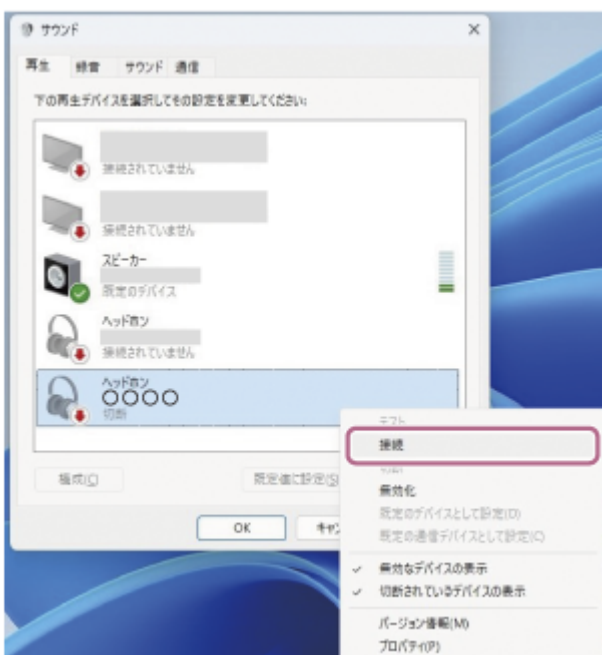 サウンド
再生 録音 サウンド 通信
下の再生デバイスを選択してその設定を変更してください:
接続されていません
接続されていません
スピーカー
既定のデバイス
ヘッドホン
接続されていません
ヘッドホン
○○○○
切断
構成(C)
既定値に設定(S)
OK
キャン
テスト
接続
切断
無効化
既定のデバイスとして設定(D)
既定の通信デバイスとして設定(C)
無効なデバイスの表示
切断されているデバイスの表示
バージョン情報(M)
プロパティ(P)